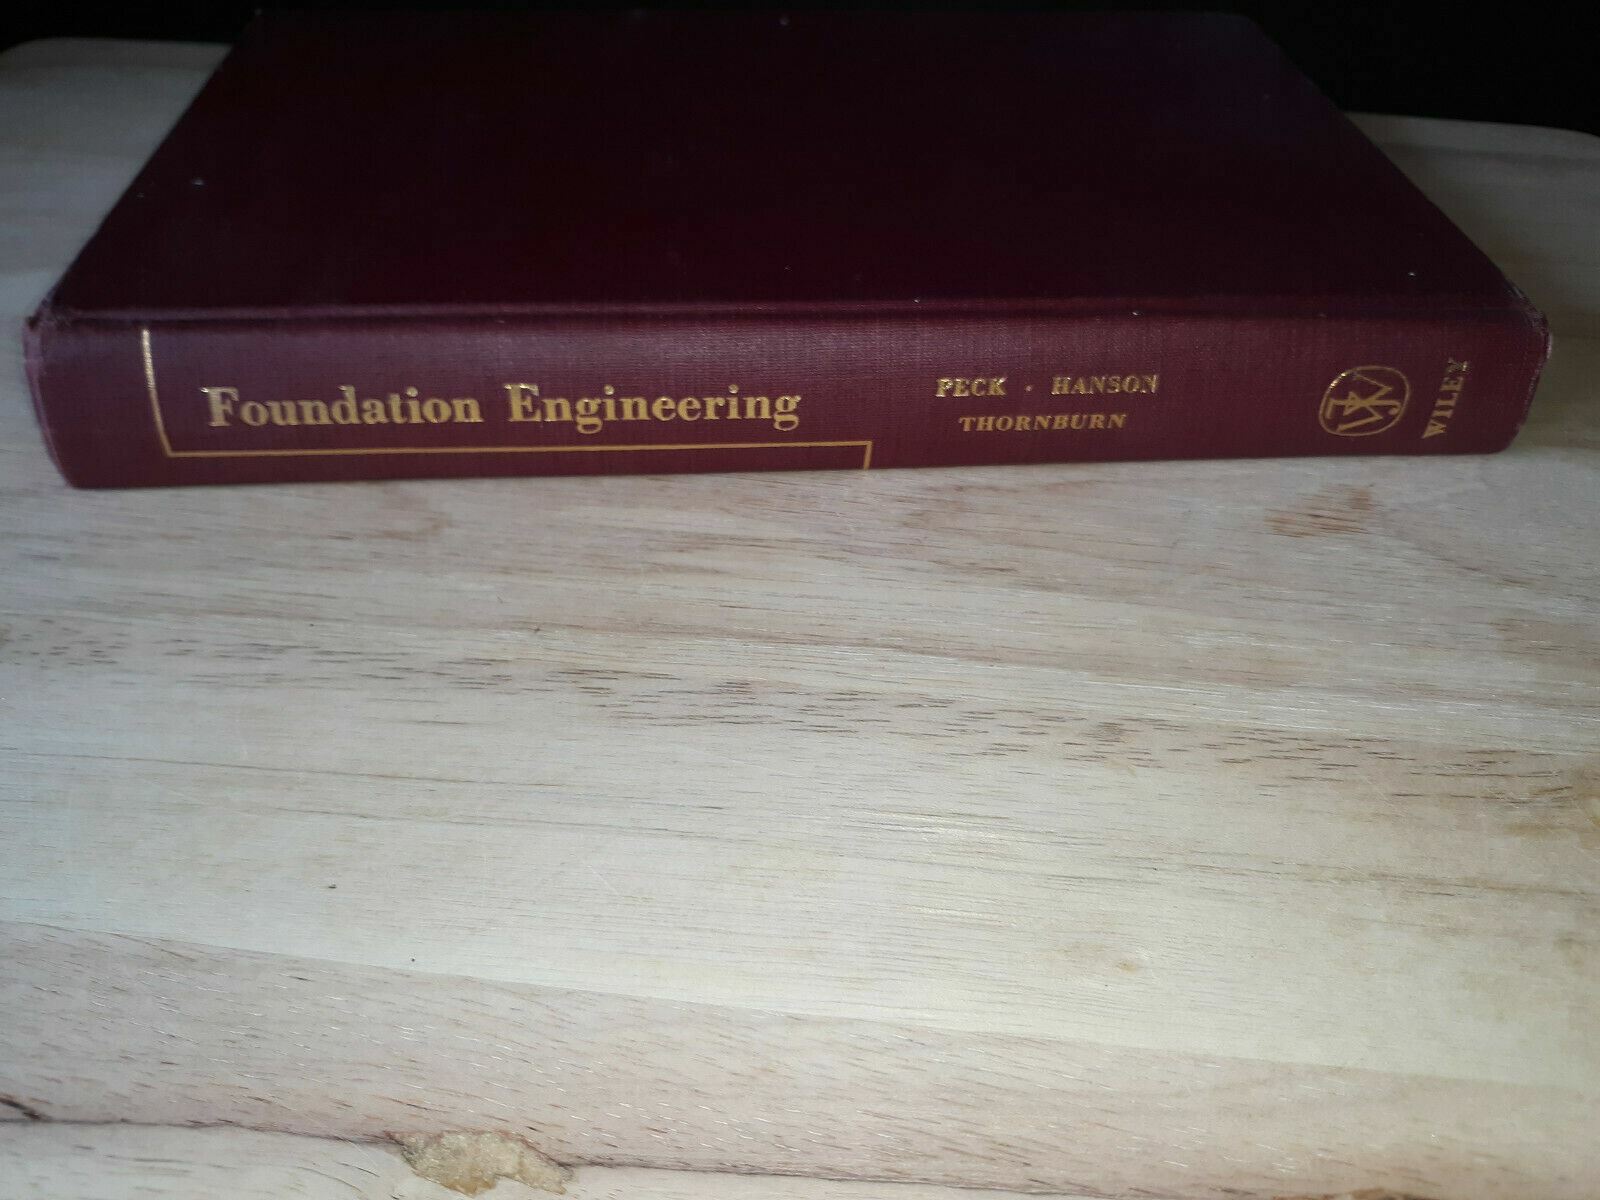 Foundation Engineering
PECK · HANSON
THORNBURN
WILEY